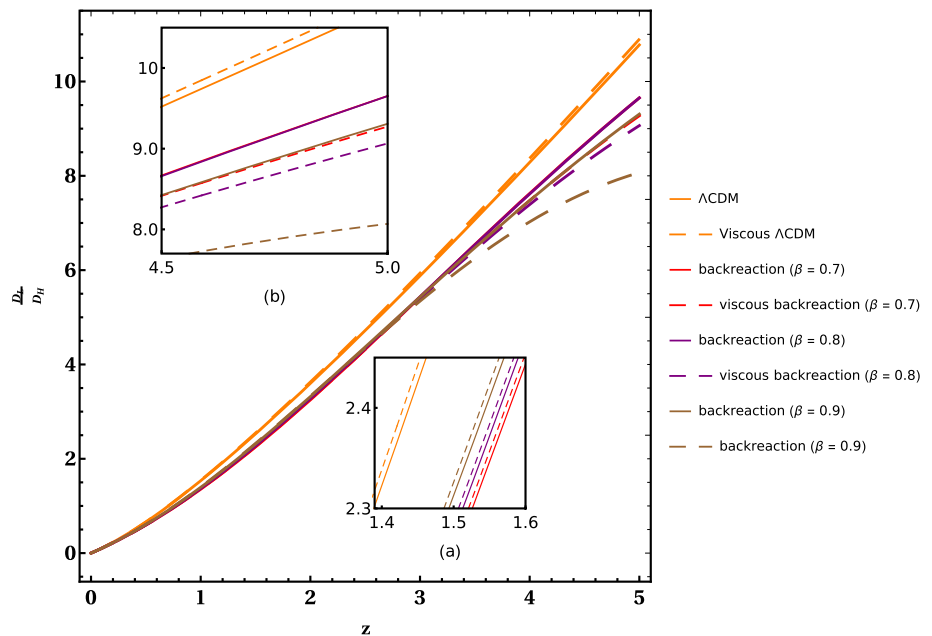 10
8
6
4
2
0
0
1
2
3
4
5
z
D_L
D_H
10
9.0
8.0
4.5
5.0
(b)
2.4
2.3
1.4
1.5
1.6
(a)
ΛCDM
Viscous ΛCDM
backreaction (β = 0.7)
viscous backreaction (β = 0.7)
backreaction (β = 0.8)
viscous backreaction (β = 0.8)
backreaction (β = 0.9)
backreaction (β = 0.9)